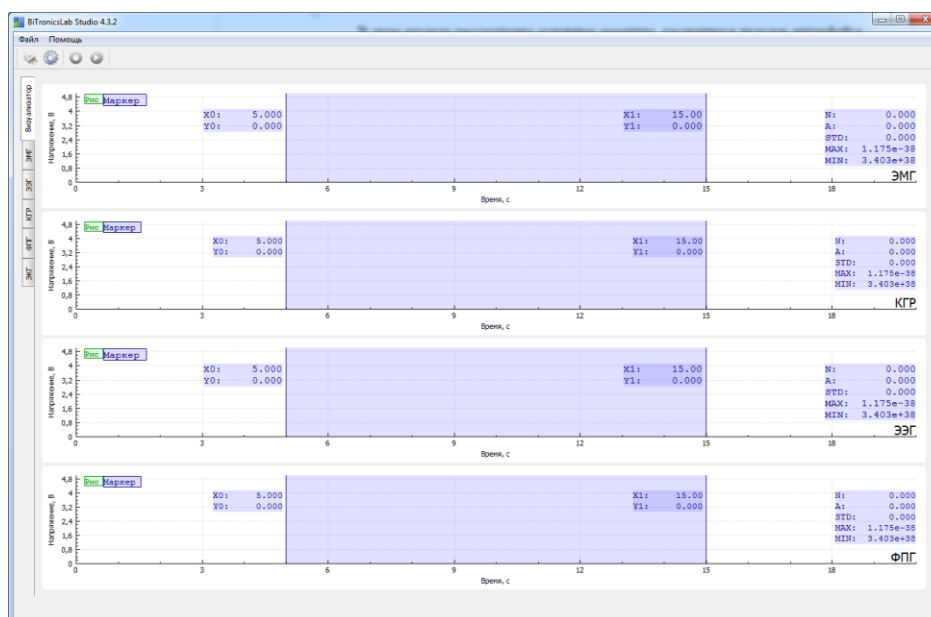 BiTronicsLab Studio 4.3.2
Файл Помощь
Визуализатор
ЭМГ
ЭЭГ
КГР
ФПГ
ЭКГ
Рис Маркер
Напряжение, В
4,8
4
3,2
2,4
1,6
0,8
0
X0: 5.000
Y0: 0.000
X1: 15.00
Y1: 0.000
N: 0.000
A: 0.000
STD: 0.000
MAX: 1.175e-38
MIN: 3.403e+38
ЭМГ
0 3 6 9 12 15 18
Время, с
Рис Маркер
Напряжение, В
4,8
4
3,2
2,4
1,6
0,8
0
X0: 5.000
Y0: 0.000
X1: 15.00
Y1: 0.000
N: 0.000
A: 0.000
STD: 0.000
MAX: 1.175e-38
MIN: 3.403e+38
КГР
0 3 6 9 12 15 18
Время, с
Рис Маркер
Напряжение, В
4,8
4
3,2
2,4
1,6
0,8
0
X0: 5.000
Y0: 0.000
X1: 15.00
Y1: 0.000
N: 0.000
A: 0.000
STD: 0.000
MAX: 1.175e-38
MIN: 3.403e+38
ЭЭГ
0 3 6 9 12 15 18
Время, с
Рис Маркер
Напряжение, В
4,8
4
3,2
2,4
1,6
0,8
0
X0: 5.000
Y0: 0.000
X1: 15.00
Y1: 0.000
N: 0.000
A: 0.000
STD: 0.000
MAX: 1.175e-38
MIN: 3.403e+38
ФПГ
0 3 6 9 12 15 18
Время, с